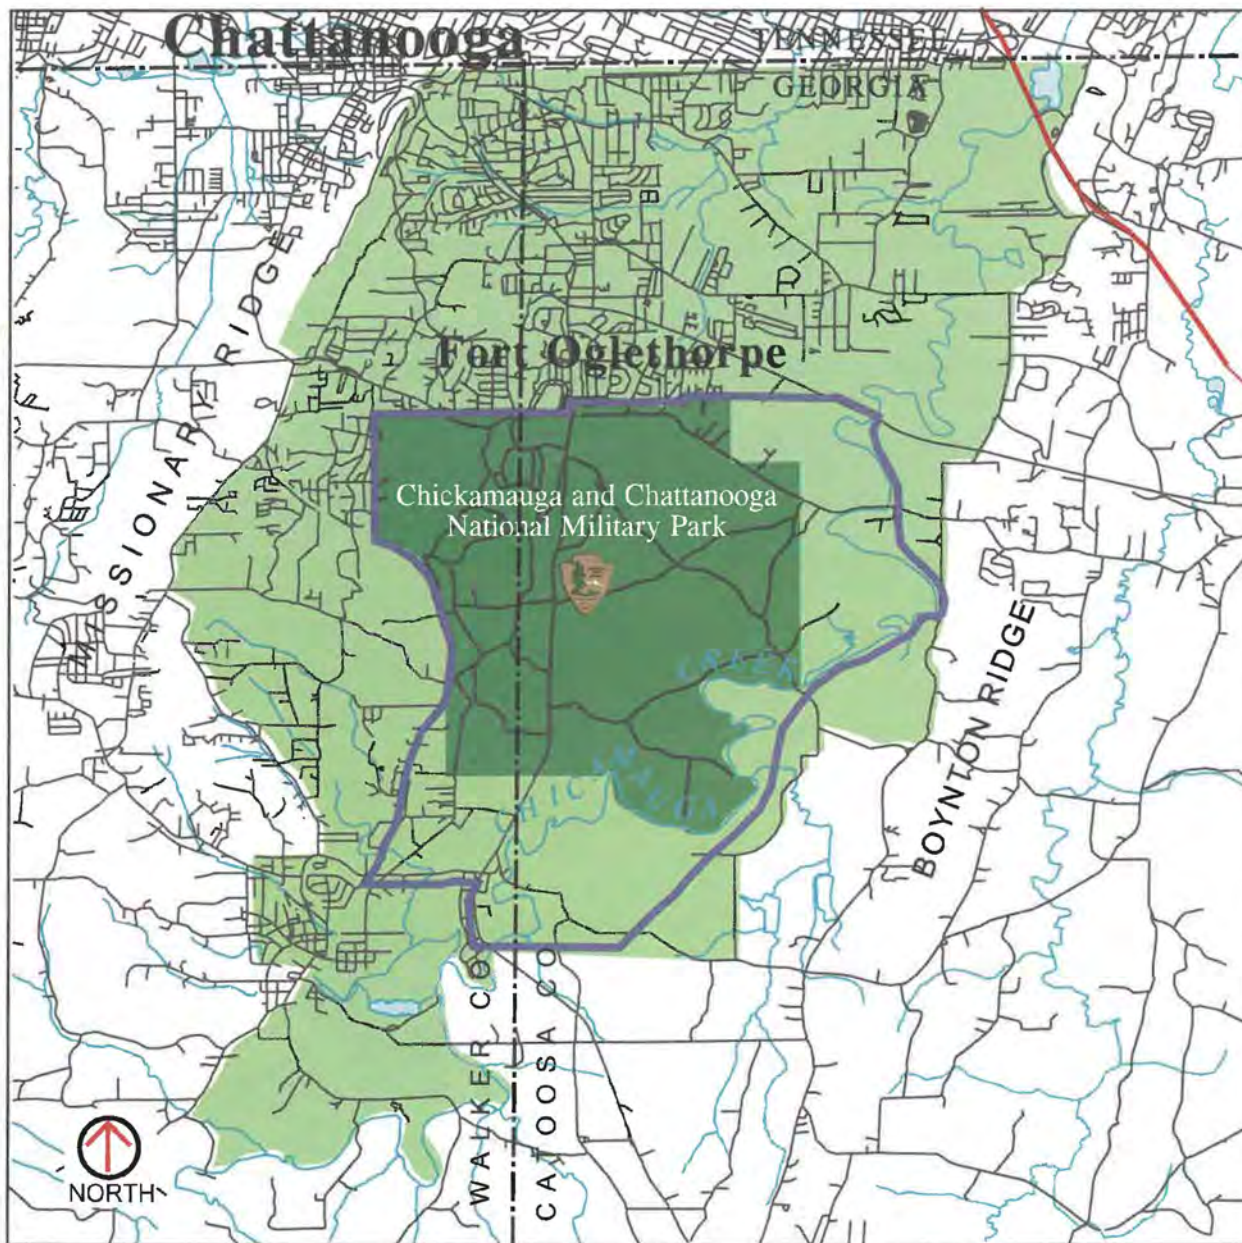 Chattanooga
TENNESSEE
GEORGIA
MISSIONARY RIDGE
Fort Oglethorpe
Chickamauga and Chattanooga
National Military Park
CHICAMAUGA CREEK
BOYNTON RIDGE
WALKER CO
CATOOSA CO
NORTH